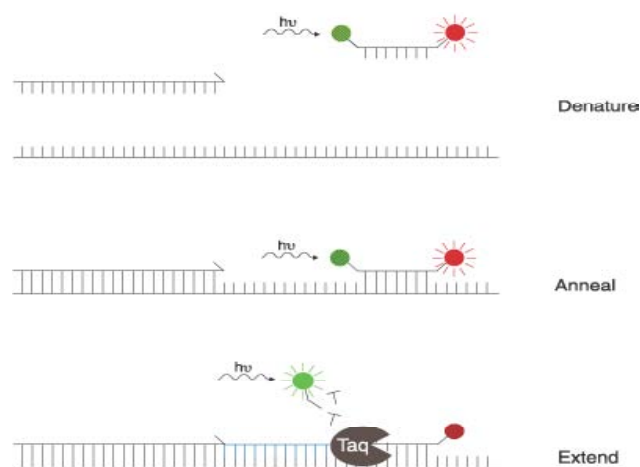 hυ
Denature
hυ
Anneal
hυ
Taq
Extend